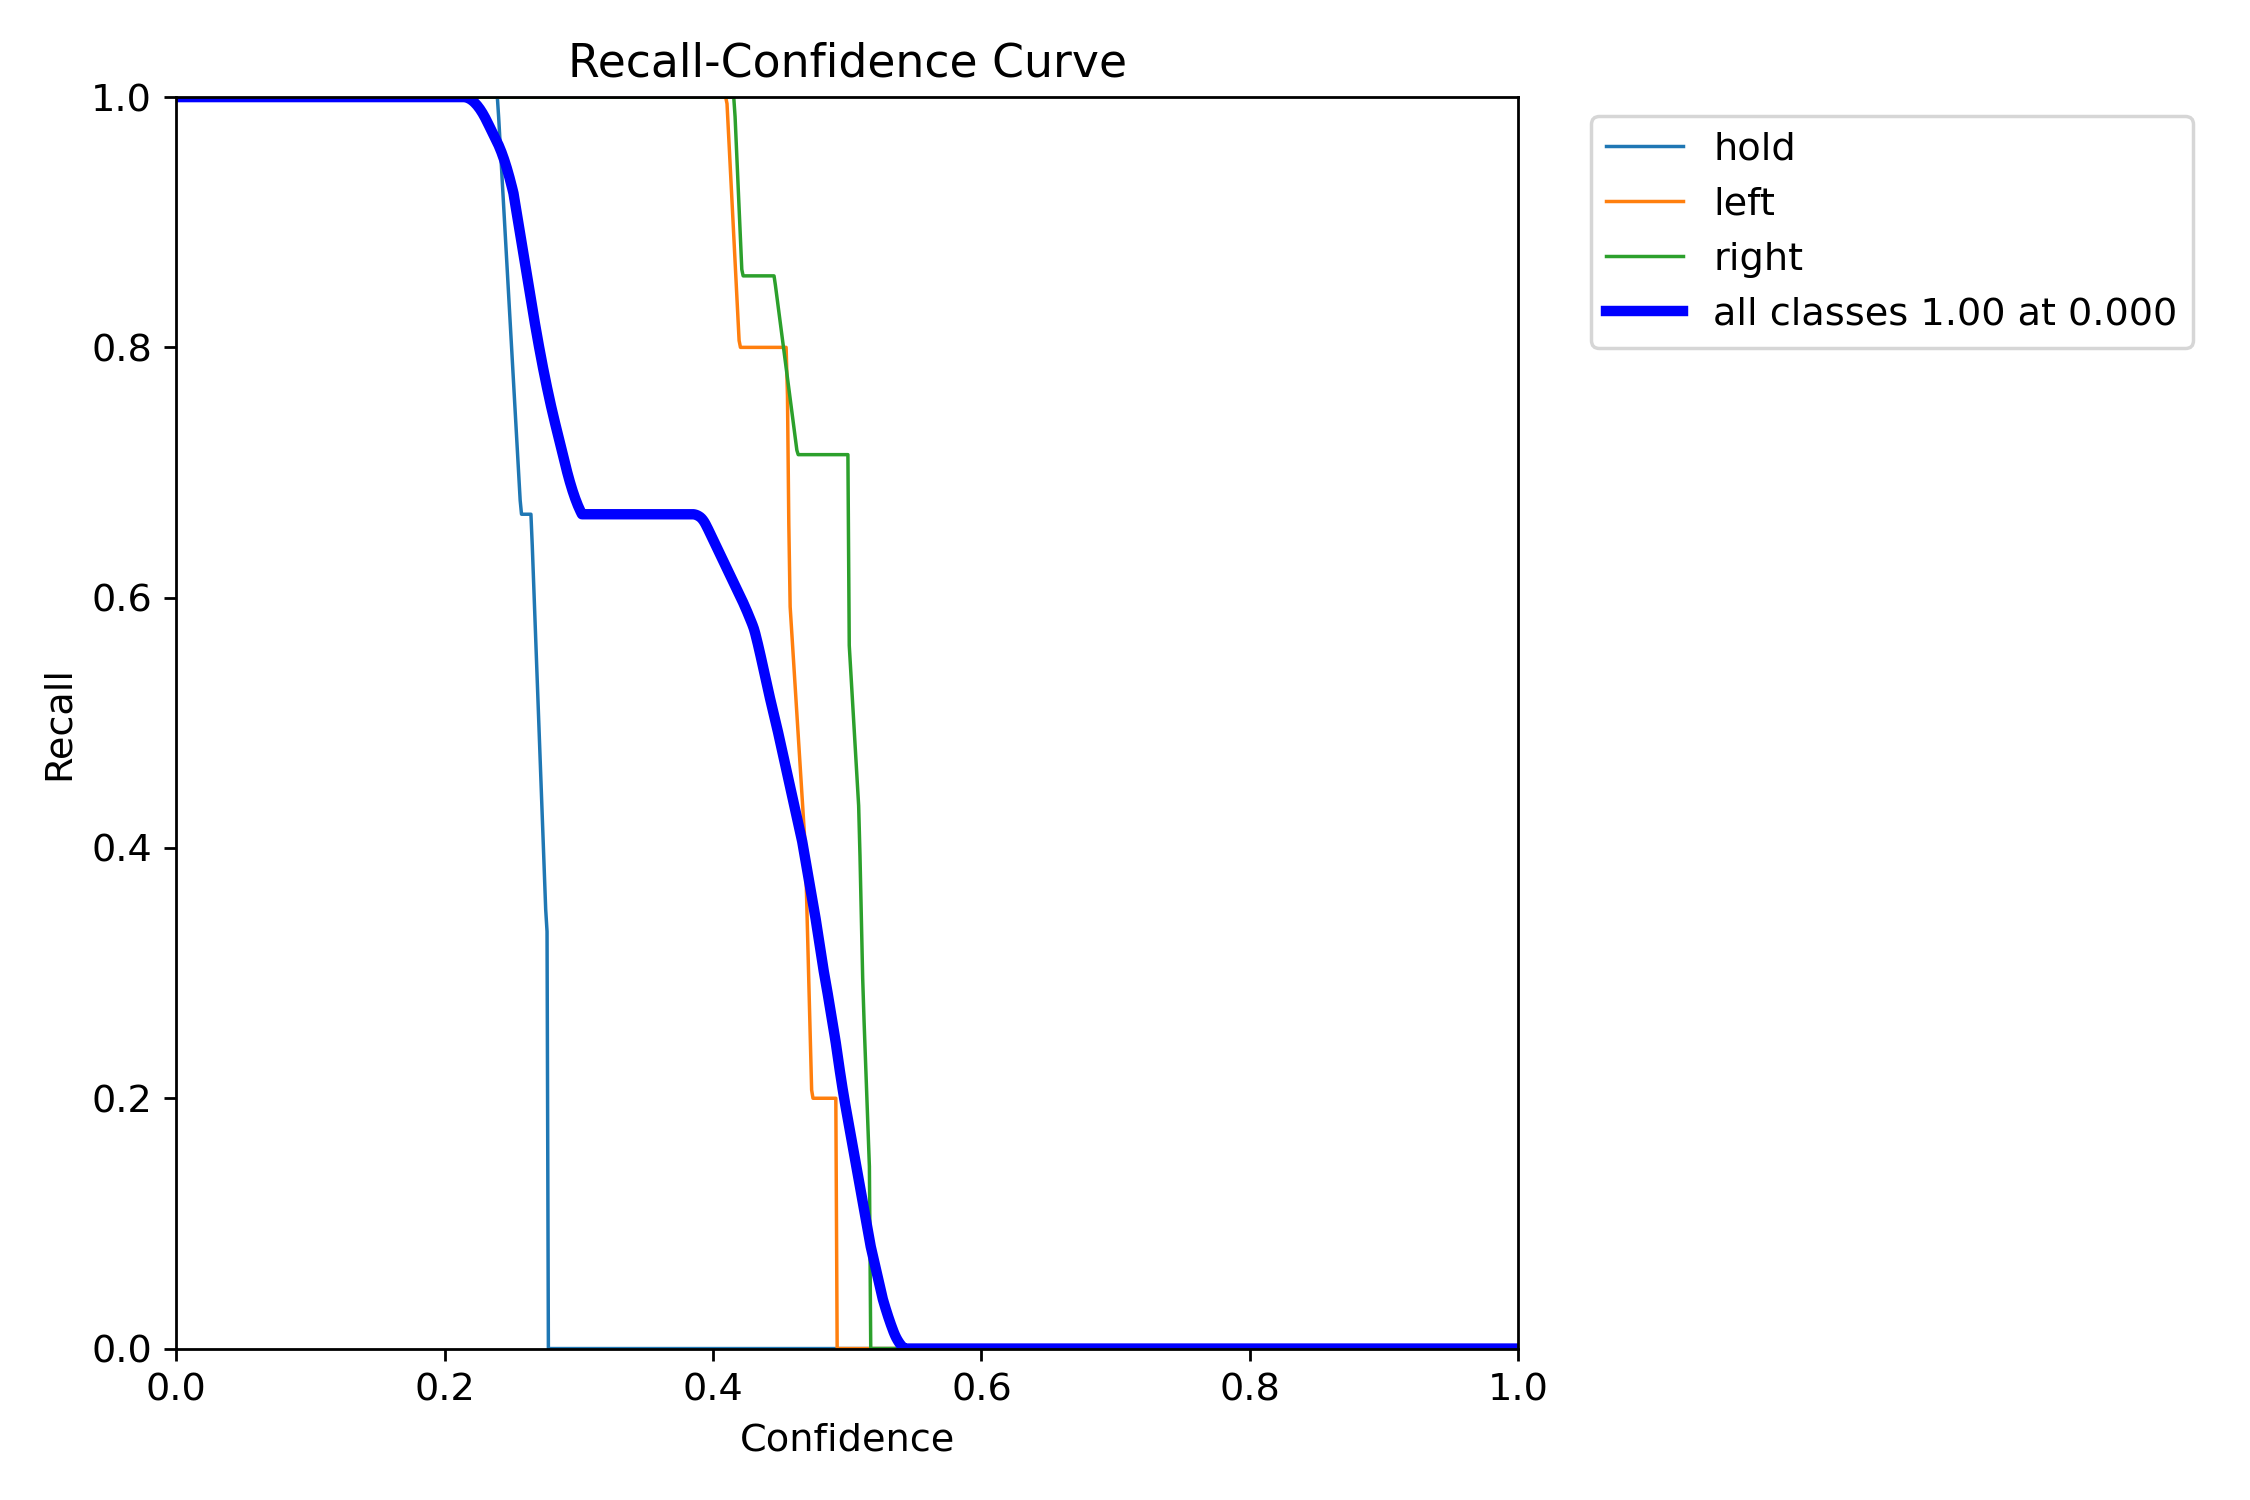 Recall-Confidence Curve
1.0
0.8
0.6
0.4
0.2
0.0
Recall
0.0 0.2 0.4 0.6 0.8 1.0
Confidence
hold
left
right
all classes 1.00 at 0.000